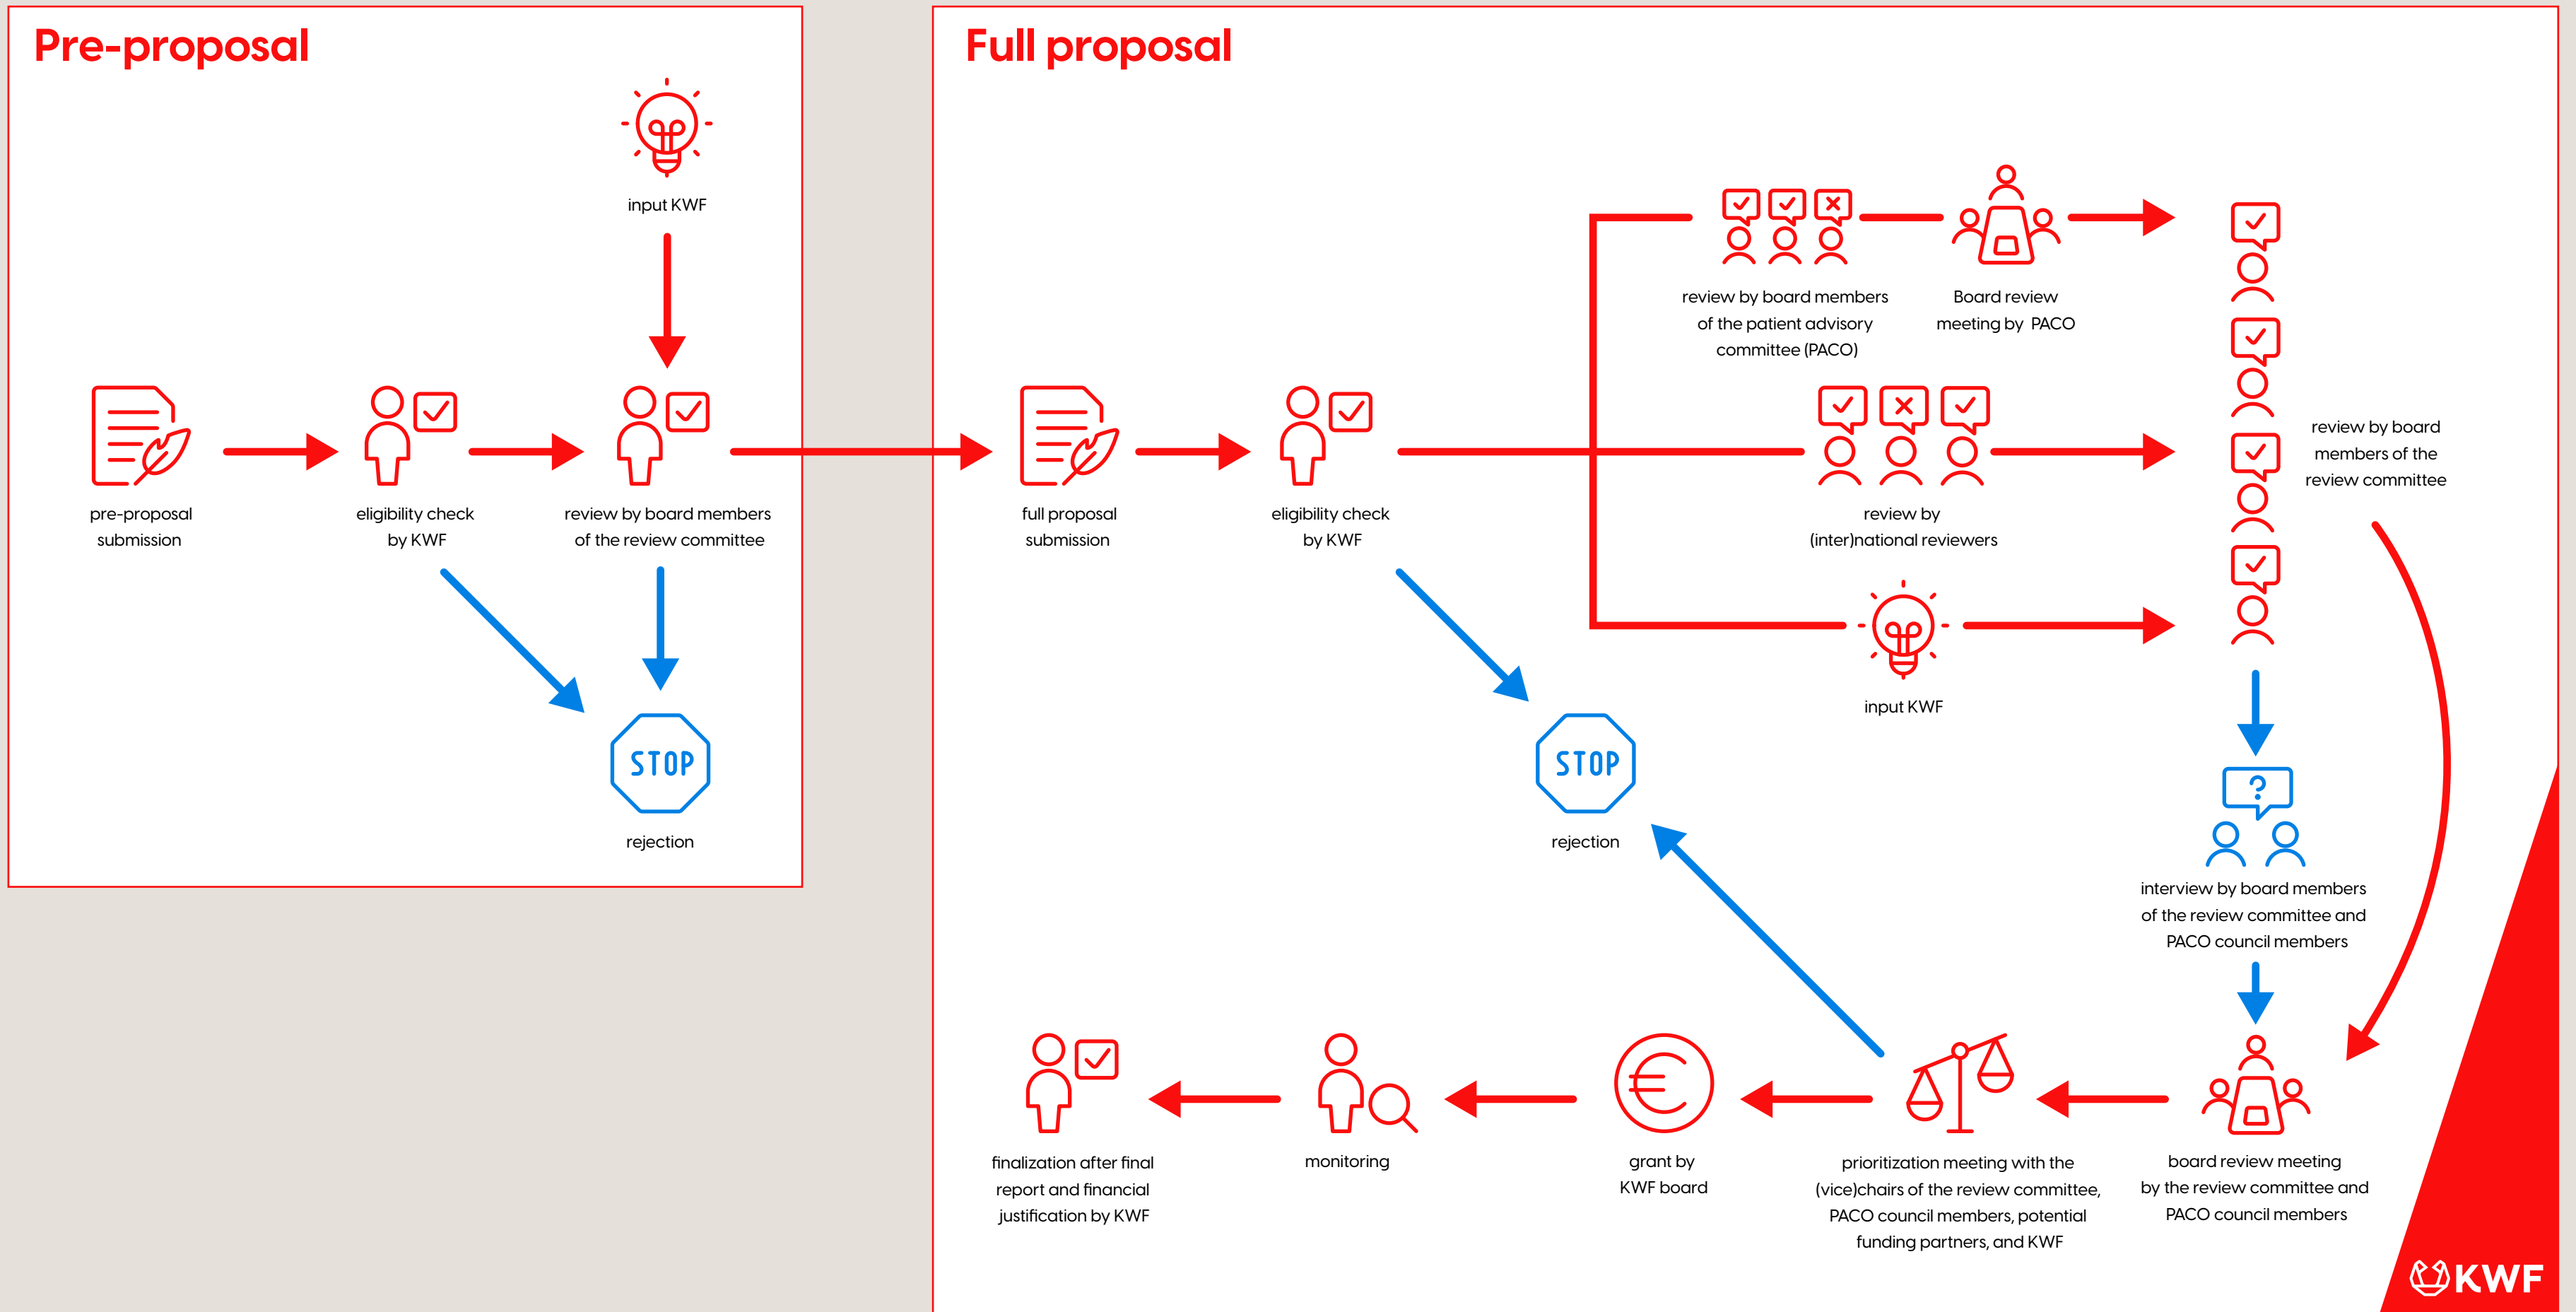 Pre-proposal
input KWF
pre-proposal
submission
eligibility check
by KWF
review by board members
of the review committee
STOP
rejection
Full proposal
full proposal
submission
eligibility check
by KWF
review by board members
of the patient advisory
committee (PACO)
Board review
meeting by PACO
review by
(inter)national reviewers
input KWF
review by board
members of the
review committee
STOP
rejection
?
interview by board members
of the review committee and
PACO council members
board review meeting
by the review committee and
PACO council members
prioritization meeting with the
(vice)chairs of the review committee,
PACO council members, potential
funding partners, and KWF
grant by
KWF board
monitoring
finalization after final
report and financial
justification by KWF
KWF